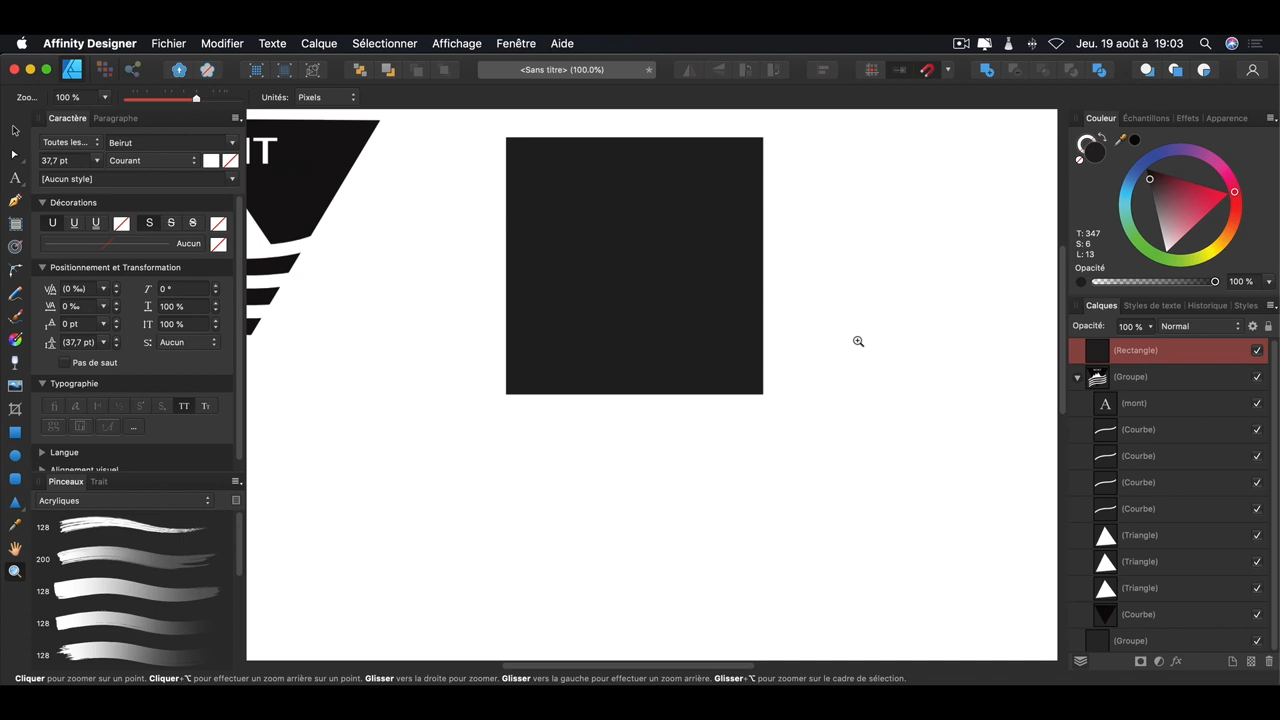 Affinity Designer Fichier Modifier Texte Calque Sélectionner Affichage Fenêtre Aide Jeu. 19 août à 19:03
<Sans titre> (100.0%)
Zoo... 100 % Unités: Pixels
Caractère Paragraphe
Toutes les... Beirut
37,7 pt Courant
[Aucun style]
Décorations
U U U S S S
Aucun
Positionnement et Transformation
(0 ‰) 0 °
0 ‰ 100 %
0 pt 100 %
(37,7 pt) Aucun
Pas de saut
Typographie
TT Tr
...
Langue
Alignement visuel
Pinceaux Trait
Acryliques
128
200
128
128
128
IT
Couleur Échantillons Effets Apparence
T: 347
S: 6
L: 13
Opacité
100 %
Calques Styles de texte Historique Styles
Opacité: 100 % Normal
(Rectangle)
(Groupe)
A (mont)
(Courbe)
(Courbe)
(Courbe)
(Courbe)
(Triangle)
(Triangle)
(Triangle)
(Courbe)
(Groupe)
Cliquer pour zoomer sur un point. Cliquer+⌥ pour effectuer un zoom arrière sur un point. Glisser vers la droite pour zoomer. Glisser vers la gauche pour effectuer un zoom arrière. Glisser+⌥ pour zoomer sur le cadre de sélection.